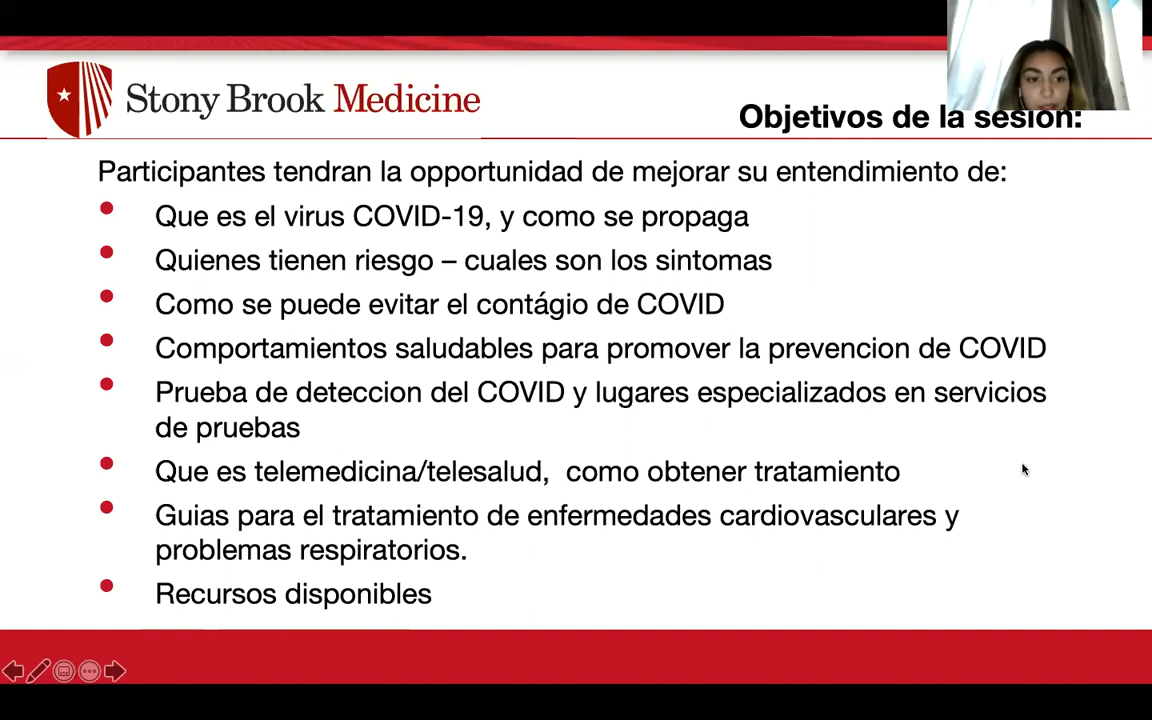 Stony Brook Medicine
Objetivos de la sesión:
Participantes tendran la opportunidad de mejorar su entendimiento de:
Que es el virus COVID-19, y como se propaga
Quienes tienen riesgo – cuales son los sintomas
Como se puede evitar el contágio de COVID
Comportamientos saludables para promover la prevencion de COVID
Prueba de deteccion del COVID y lugares especializados en servicios
de pruebas
Que es telemedicina/telesalud, como obtener tratamiento
Guias para el tratamiento de enfermedades cardiovasculares y
problemas respiratorios.
Recursos disponibles